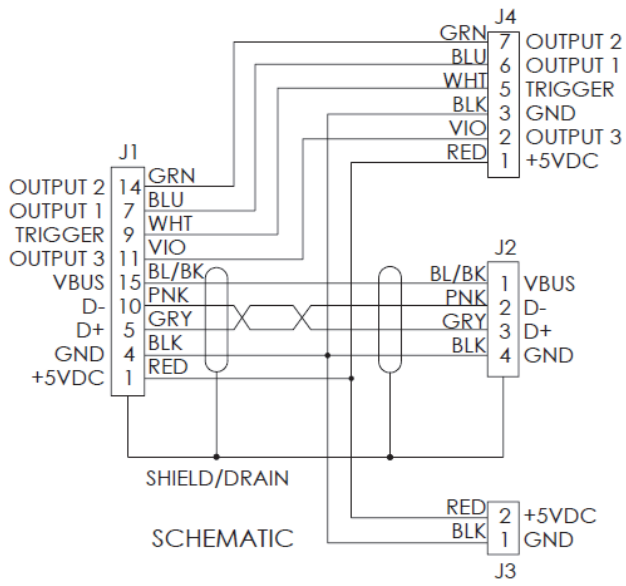 J4
GRN 7 OUTPUT 2
BLU 6 OUTPUT 1
WHT 5 TRIGGER
BLK 3 GND
VIO 2 OUTPUT 3
RED 1 +5VDC
J1
OUTPUT 2 14 GRN
OUTPUT 1 7 BLU
TRIGGER 9 WHT
OUTPUT 3 11 VIO
VBUS 15 BL/BK
D- 10 PNK
D+ 5 GRY
GND 4 BLK
+5VDC 1 RED
J2
BL/BK 1 VBUS
PNK 2 D-
GRY 3 D+
BLK 4 GND
SHIELD/DRAIN
SCHEMATIC
RED 2 +5VDC
BLK 1 GND
J3